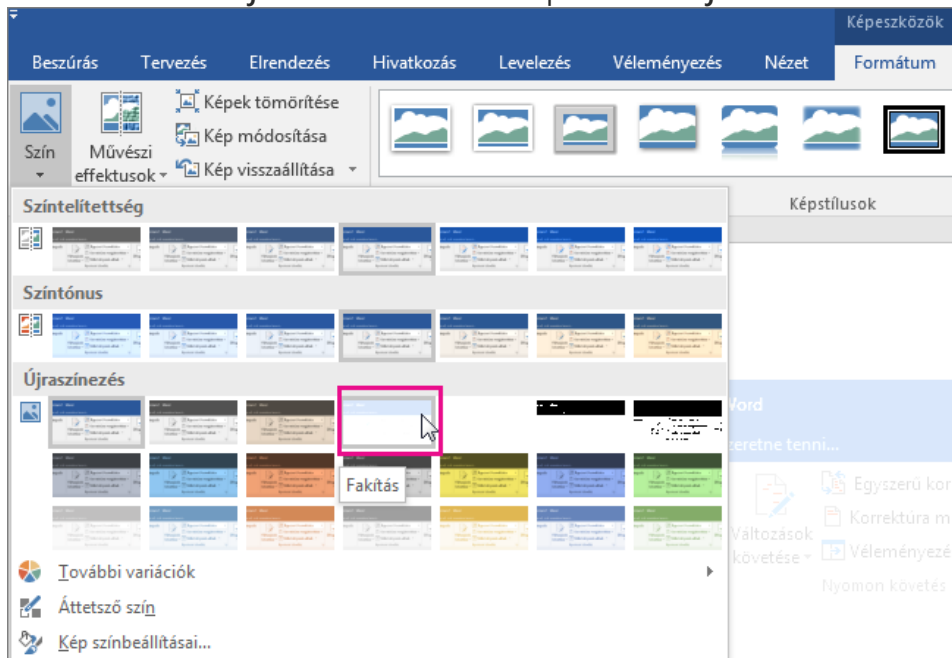 Képeszközök
Beszúrás Tervezés Elrendezés Hivatkozás Levelezés Véleményezés Nézet Formátum
Szín
Művészi effektusok
Képek tömörítése
Kép módosítása
Kép visszaállítása
Képstílusok
Színtelítettség
Színtónus
Újraszínezés
Fakítás
További variációk
Áttetsző szín
Kép színbeállításai...
Word
zeretne tenni...
Változások
követése
Egyszerű kor
Korrektúra m
Véleményezé
Nyomon követés